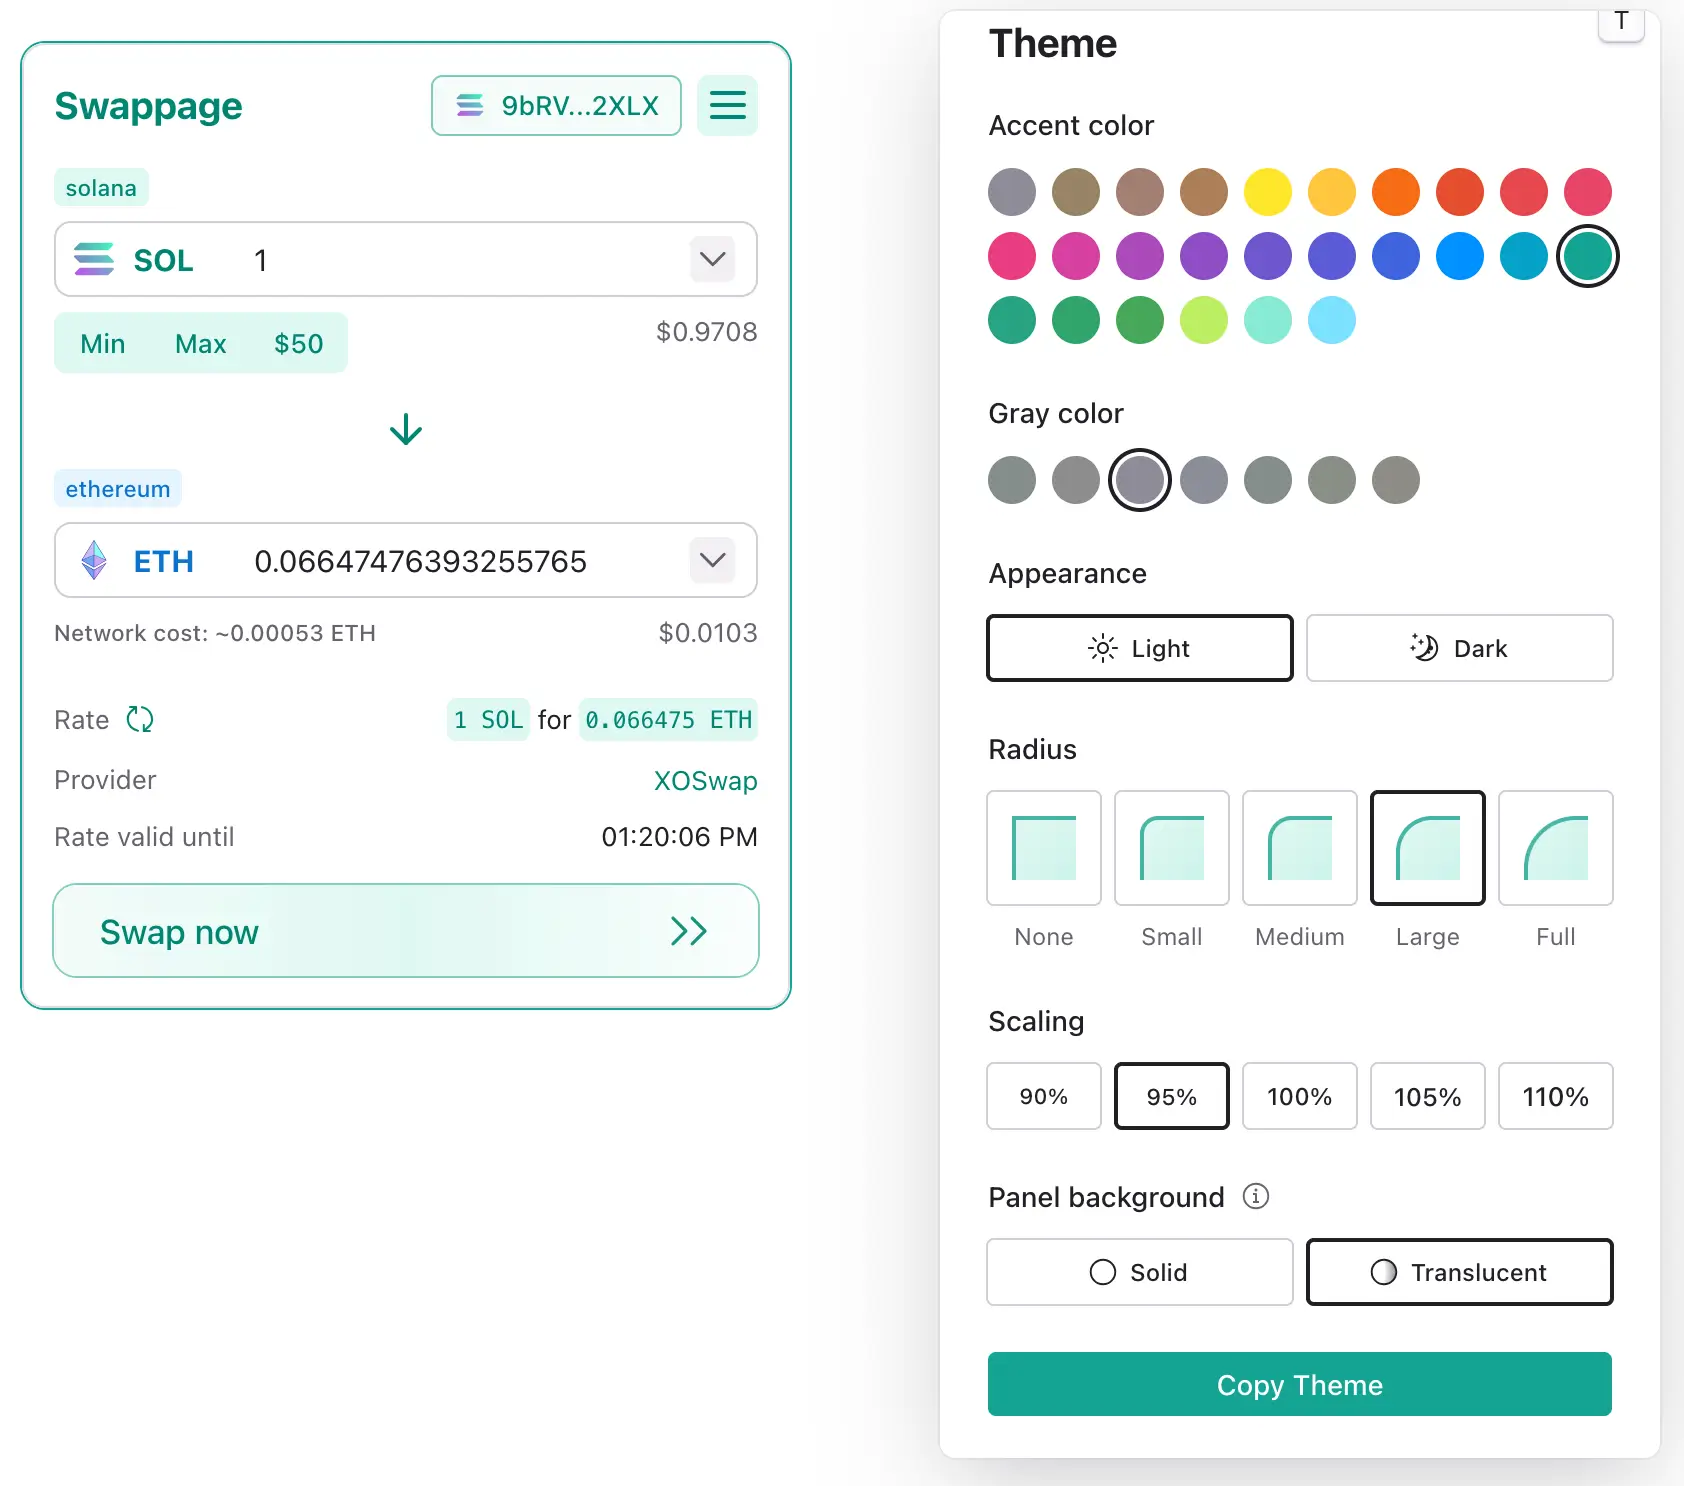 Swappage
9bRV...2XLX
solana
SOL 1
Min Max $50
$0.9708
ethereum
ETH 0.06647476393255765
Network cost: ~0.00053 ETH
$0.0103
Rate 1 SOL for 0.066475 ETH
Provider XOSwap
Rate valid until 01:20:06 PM
Swap now
T
Theme
Accent color
Gray color
Appearance
Light Dark
Radius
None Small Medium Large Full
Scaling
90% 95% 100% 105% 110%
Panel background
Solid Translucent
Copy Theme